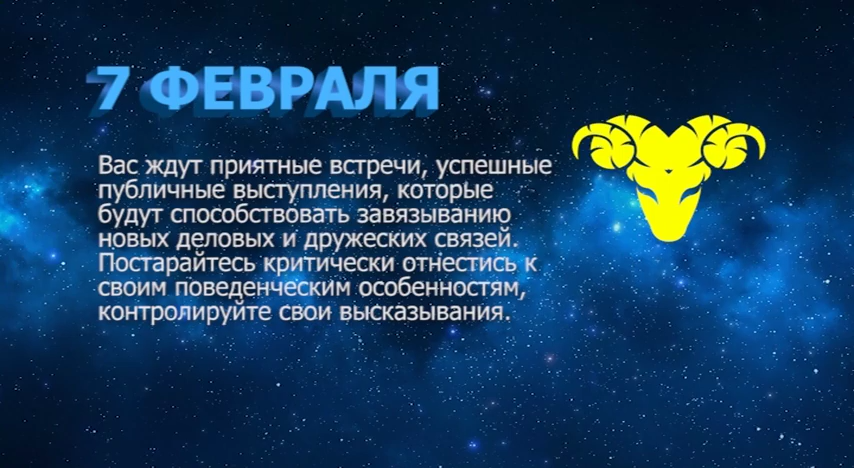 7 ФЕВРАЛЯ
Вас ждут приятные встречи, успешные
публичные выступления, которые
будут способствовать завязыванию
новых деловых и дружеских связей.
Постарайтесь критически отнестись к
своим поведенческим особенностям,
контролируйте свои высказывания.